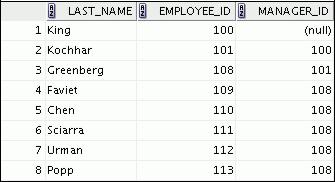 LAST_NAME EMPLOYEE_ID MANAGER_ID
1 King 100 (null)
2 Kochhar 101 100
3 Greenberg 108 101
4 Faviet 109 108
5 Chen 110 108
6 Sciarra 111 108
7 Urman 112 108
8 Popp 113 108